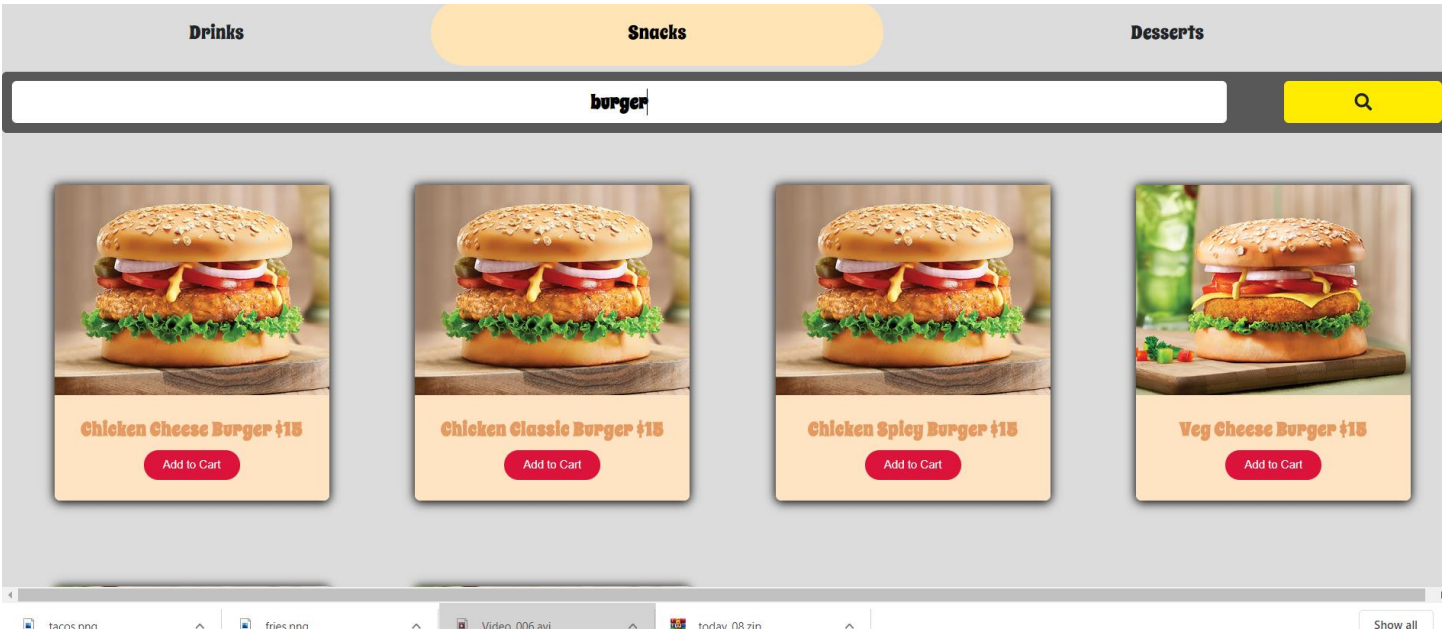 Drinks
Snacks
Desserts
burger
Chicken Cheese Burger $15
Chicken Classic Burger $15
Chicken Spicy Burger $15
Veg Cheese Burger $15
Add to Cart
Add to Cart
Add to Cart
Add to Cart
tacos.png
fries.png
Video_006.avi
today_08.zip
Show all